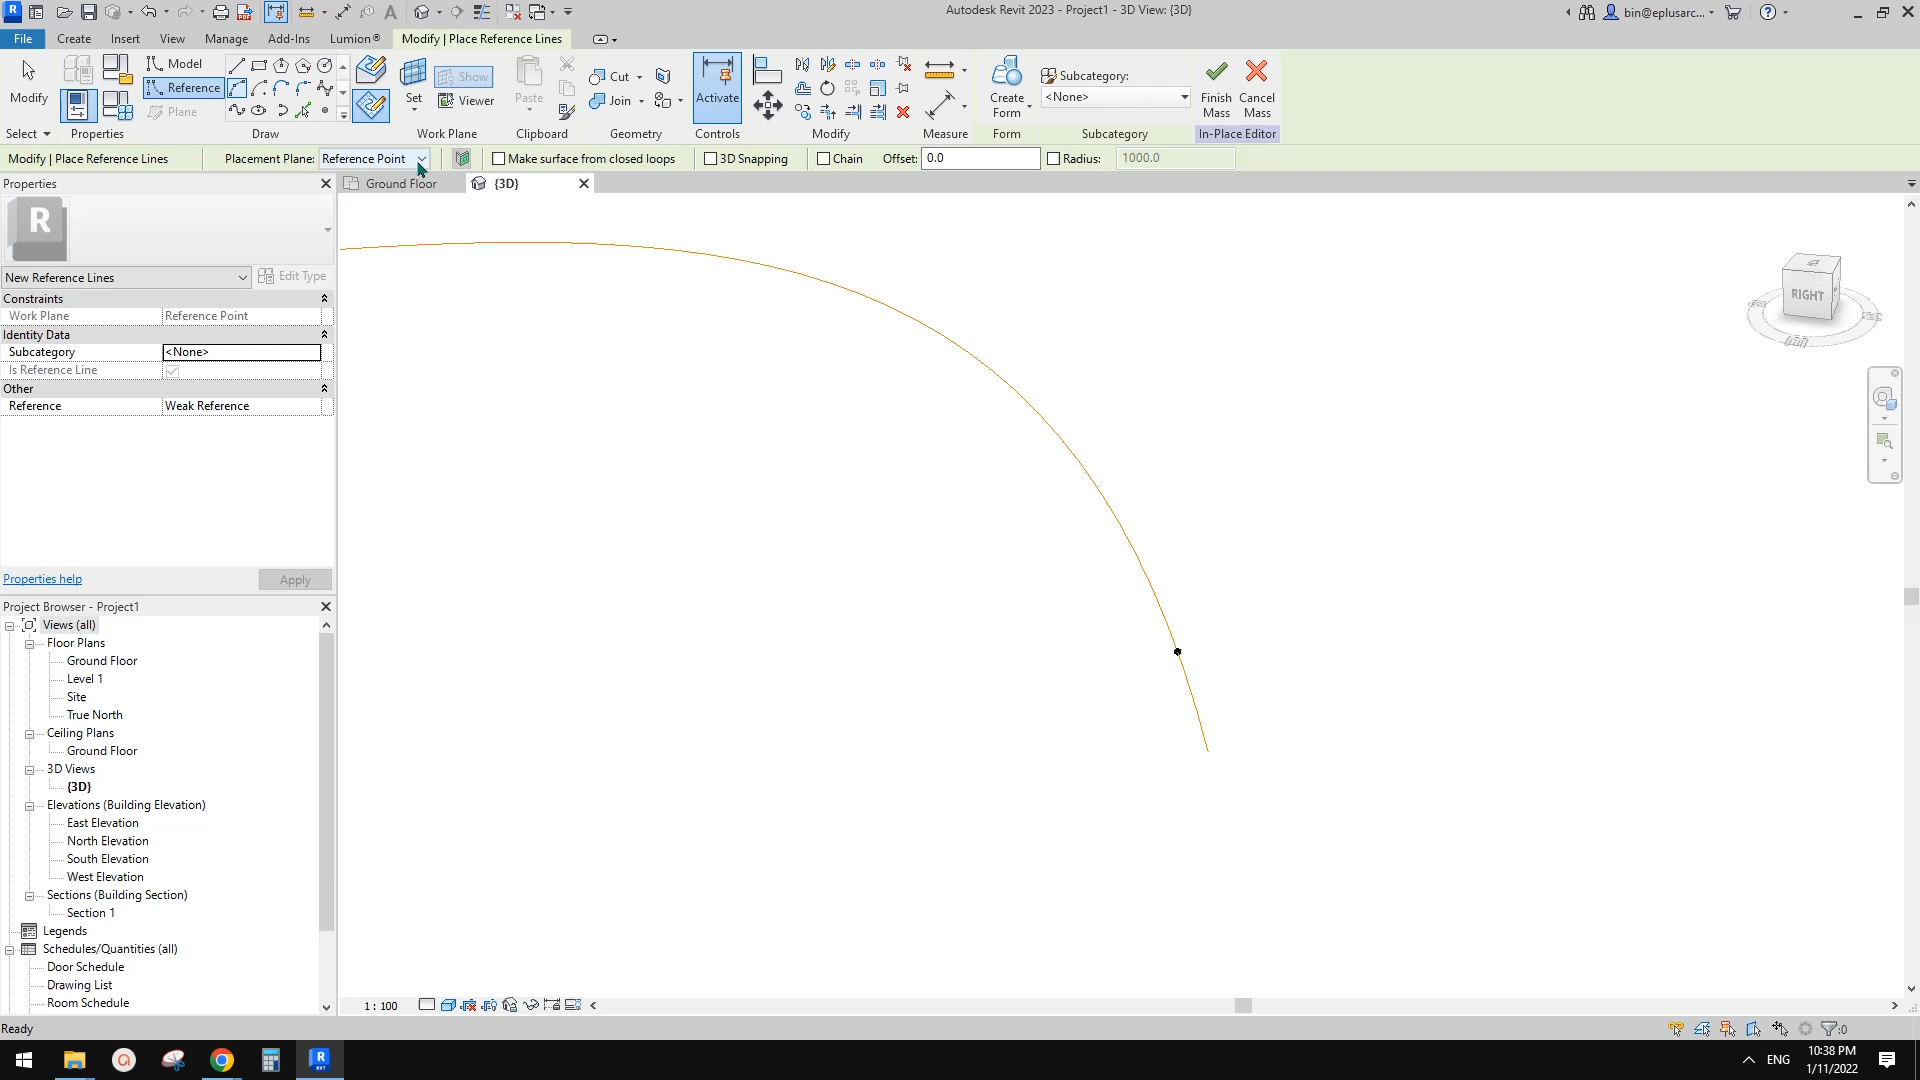 Autodesk Revit 2023 - Project1 - 3D View: {3D}
bin@eplusarc...
File
Create
Insert
View
Manage
Add-Ins
Lumion®
Modify | Place Reference Lines
Modify
Model
Reference
Plane
Set
Show
Viewer
Paste
Cut
Join
Activate
Create
Form
Subcategory:
<None>
Finish
Mass
Cancel
Mass
Select
Properties
Draw
Work Plane
Clipboard
Geometry
Controls
Modify
Measure
Form
Subcategory
In-Place Editor
Modify | Place Reference Lines
Placement Plane:
Reference Point
Make surface from closed loops
3D Snapping
Chain
Offset:
0.0
Radius:
1000.0
Properties
Ground Floor
{3D}
R
New Reference Lines
Edit Type
Constraints
Work Plane
Reference Point
Identity Data
Subcategory
<None>
Is Reference Line
Other
Reference
Weak Reference
RIGHT
Properties help
Apply
Project Browser - Project1
Views (all)
Floor Plans
Ground Floor
Level 1
Site
True North
Ceiling Plans
Ground Floor
3D Views
{3D}
Elevations (Building Elevation)
East Elevation
North Elevation
South Elevation
West Elevation
Sections (Building Section)
Section 1
Legends
Schedules/Quantities (all)
Door Schedule
Drawing List
Room Schedule
1 : 100
Ready
:0
ENG
10:38 PM
1/11/2022